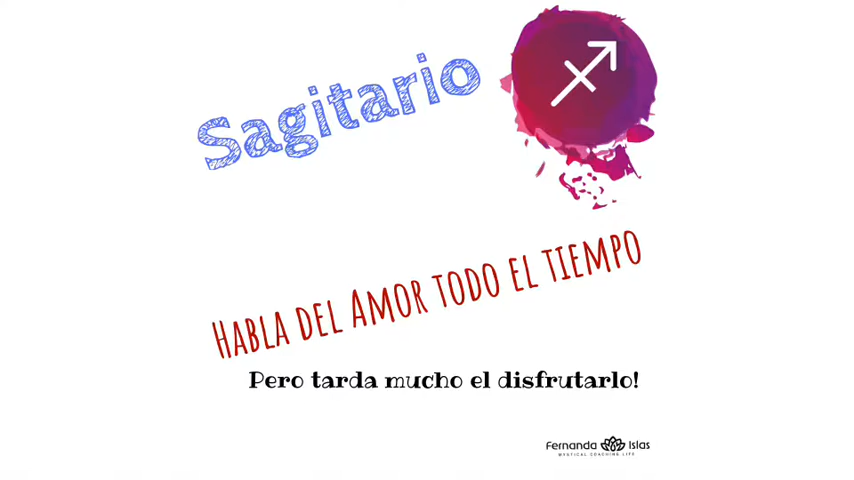 Sagitario
Habla del Amor todo el tiempo
Pero tarda mucho el disfrutarlo!
Fernanda Islas
MYSTICAL COACHING LIFE